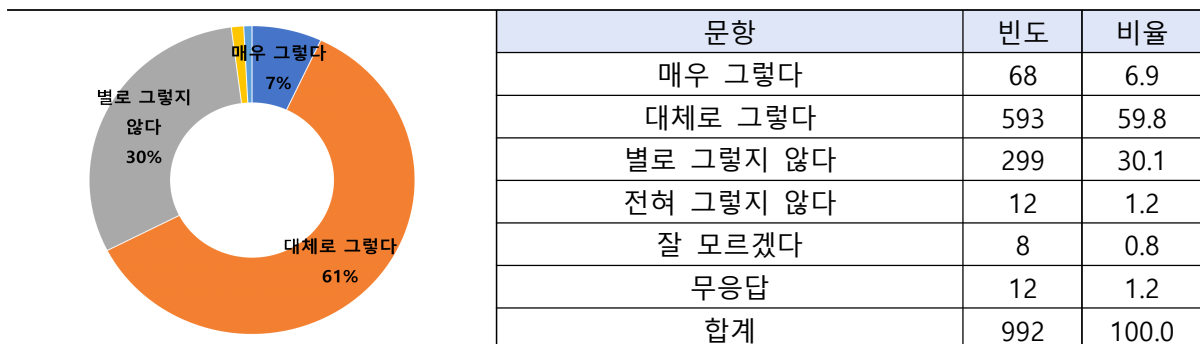 매우 그렇다
7%
별로 그렇지
않다
30%
대체로 그렇다
61%
문항 빈도 비율
매우 그렇다 68 6.9
대체로 그렇다 593 59.8
별로 그렇지 않다 299 30.1
전혀 그렇지 않다 12 1.2
잘 모르겠다 8 0.8
무응답 12 1.2
합계 992 100.0